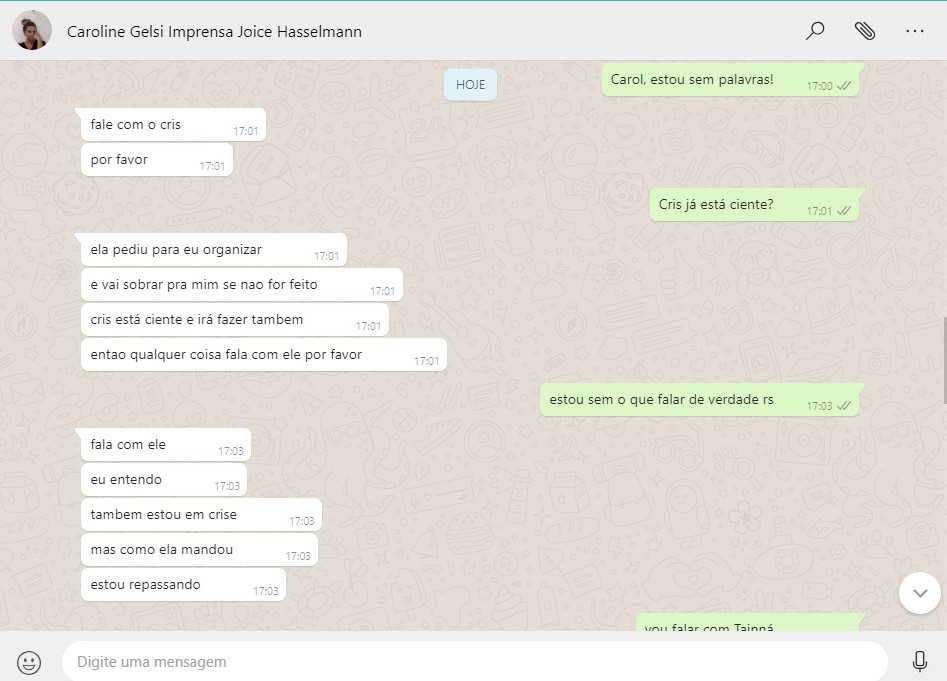 Caroline Gelsi Imprensa Joice Hasselmann
HOJE
Carol, estou sem palavras! 17:00
fale com o cris 17:01
por favor 17:01
Cris já está ciente? 17:01
ela pediu para eu organizar 17:01
e vai sobrar pra mim se nao for feito 17:01
cris está ciente e irá fazer tambem 17:01
entao qualquer coisa fala com ele por favor 17:01
estou sem o que falar de verdade rs 17:03
fala com ele 17:03
eu entendo 17:03
tambem estou em crise 17:03
mas como ela mandou 17:03
estou repassando 17:03
vou falar com Tainná
Digite uma mensagem